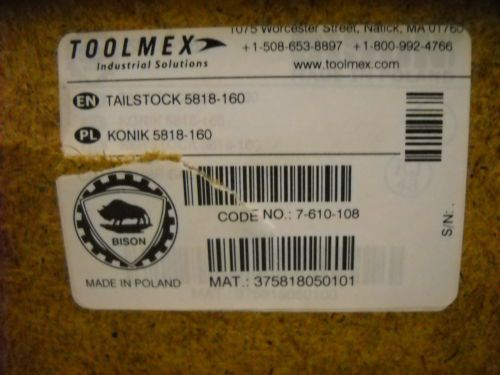 1075 Worcester Street, Natick, MA 01760
TOOLMEX
+1-508-653-8897 +1-800-992-4766
Industrial Solutions
www.toolmex.com
EN TAILSTOCK 5818-160
PL KONIK 5818-160
CODE NO.: 7-610-108
BISON
S/N:
MADE IN POLAND
MAT.: 375818050101